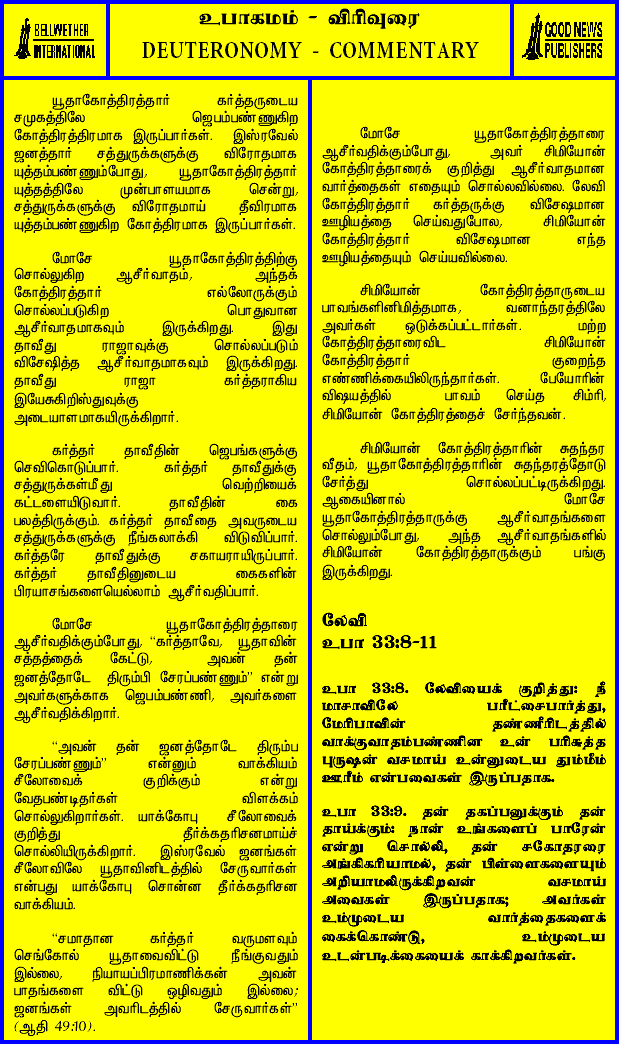 BELLWETHER
INTERNATIONAL
உபாகமம் - விரிவுரை
DEUTERONOMY - COMMENTARY
GOOD NEWS
PUBLISHERS
யூதாகோத்திரத்தார் கர்த்தருடைய
சமுகத்திலே ஜெபம்பண்ணுகிற
கோத்திரத்திரமாக இருப்பார்கள். இஸ்ரவேல்
ஜனத்தார் சத்துருக்களுக்கு விரோதமாக
யுத்தம்பண்ணும்போது, யூதாகோத்திரத்தார்
யுத்தத்திலே முன்பாளயமாக சென்று,
சத்துருக்களுக்கு விரோதமாய் தீவிரமாக
யுத்தம்பண்ணுகிற கோத்திரமாக இருப்பார்கள்.
மோசே யூதாகோத்திரத்திற்கு
சொல்லுகிற ஆசீர்வாதம், அந்தக்
கோத்திரத்தார் எல்லோருக்கும்
சொல்லப்படுகிற பொதுவான
ஆசீர்வாதமாகவும் இருக்கிறது. இது
தாவீது ராஜாவுக்கு சொல்லப்படும்
விசேஷித்த ஆசீர்வாதமாகவும் இருக்கிறது.
தாவீது ராஜா கர்த்தராகிய
இயேசுகிறிஸ்துவுக்கு
அடையாளமாகயிருக்கிறார்.
கர்த்தர் தாவீதின் ஜெபங்களுக்கு
செவிகொடுப்பார். கர்த்தர் தாவீதுக்கு
சத்துருக்கள்மீது வெற்றியைக்
கட்டளையிடுவார். தாவீதின் கை
பலத்திருக்கும். கர்த்தர் தாவீதை அவருடைய
சத்துருக்களுக்கு நீங்கலாக்கி விடுவிப்பார்.
கர்த்தரே தாவீதுக்கு சகாயராயிருப்பார்.
கர்த்தர் தாவீதினுடைய கைகளின்
பிரயாசங்களையெல்லாம் ஆசீர்வதிப்பார்.
மோசே யூதாகோத்திரத்தாரை
ஆசீர்வதிக்கும்போது, “கர்த்தாவே, யூதாவின்
சத்தத்தைக் கேட்டு, அவன் தன்
ஜனத்தோடே திரும்பி சேரப்பண்ணும்” என்று
அவர்களுக்காக ஜெபம்பண்ணி, அவர்களை
ஆசீர்வதிக்கிறார்.
“அவன் தன் ஜனத்தோடே திரும்ப
சேரப்பண்ணும்” என்னும் வாக்கியம்
சீலோவைக் குறிக்கும் என்று
வேதபண்டிதர்கள் விளக்கம்
சொல்லுகிறார்கள். யாக்கோபு சீலோவைக்
குறித்து தீர்க்கதரிசனமாய்ச்
சொல்லியிருக்கிறார். இஸ்ரவேல் ஜனங்கள்
சீலோவிலே யூதாவினிடத்தில் சேருவார்கள்
என்பது யாக்கோபு சொன்ன தீர்க்கதரிசன
வாக்கியம்.
“சமாதான கர்த்தர் வருமளவும்
செங்கோல் யூதாவைவிட்டு நீங்குவதும்
இல்லை, நியாயப்பிரமாணிக்கன் அவன்
பாதங்களை விட்டு ஒழிவதும் இல்லை;
ஜனங்கள் அவரிடத்தில் சேருவார்கள்”
(ஆதி 49:10).
மோசே யூதாகோத்திரத்தாரை
ஆசீர்வதிக்கும்போது, அவர் சிமியோன்
கோத்திரத்தாரைக் குறித்து ஆசீர்வாதமான
வார்த்தைகள் எதையும் சொல்லவில்லை. லேவி
கோத்திரத்தார் கர்த்தருக்கு விசேஷமான
ஊழியத்தை செய்வதுபோல, சிமியோன்
கோத்திரத்தார் விசேஷமான எந்த
ஊழியத்தையும் செய்யவில்லை.
சிமியோன் கோத்திரத்தாருடைய
பாவங்களினிமித்தமாக, வனாந்தரத்திலே
அவர்கள் ஒடுக்கப்பட்டார்கள். மற்ற
கோத்திரத்தாரைவிட சிமியோன்
கோத்திரத்தார் குறைந்த
எண்ணிக்கையிலிருந்தார்கள். பேயோரின்
விஷயத்தில் பாவம் செய்த சிம்ரி,
சிமியோன் கோத்திரத்தைச் சேர்ந்தவன்.
சிமியோன் கோத்திரத்தாரின் சுதந்தர
வீதம், யூதாகோத்திரத்தாரின் சுதந்தரத்தோடு
சேர்த்து சொல்லப்பட்டிருக்கிறது.
ஆகையினால் மோசே
யூதாகோத்திரத்தாருக்கு ஆசீர்வாதங்களை
சொல்லும்போது, அந்த ஆசீர்வாதங்களில்
சிமியோன் கோத்திரத்தாருக்கும் பங்கு
இருக்கிறது.
லேவி
உபா 33:8-11
உபா 33:8. லேவியைக் குறித்து: நீ
மாசாவிலே பரீட்சைபார்த்து,
மேரிபாவின் தண்ணீரிடத்தில்
வாக்குவாதம்பண்ணின உன் பரிசுத்த
புருஷன் வசமாய் உன்னுடைய தும்மீம்
ஊரீம் என்பவைகள் இருப்பதாக.
உபா 33:9. தன் தகப்பனுக்கும் தன்
தாய்க்கும்: நான் உங்களைப் பாரேன்
என்று சொல்லி, தன் சகோதரரை
அங்கிகரியாமல், தன் பிள்ளைகளையும்
அறியாமலிருக்கிறவன் வசமாய்
அவைகள் இருப்பதாக; அவர்கள்
உம்முடைய வார்த்தைகளைக்
கைக்கொண்டு, உம்முடைய
உடன்படிக்கையைக் காக்கிறவர்கள்.